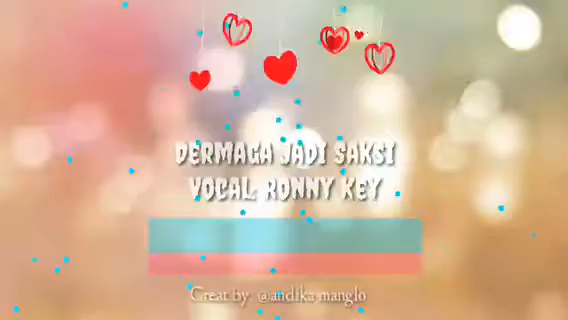 DERMAGA JADI SAKSI
VOCAL: RONNY KEY
Creat by. @andika manglo